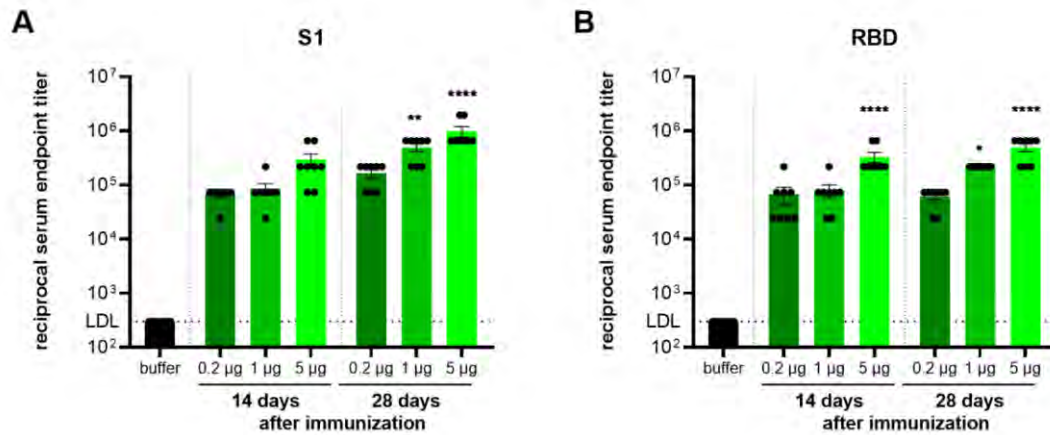 A
S1
reciprocal serum endpoint titer
10⁷
10⁶
10⁵
10⁴
10³
LDL
10²
****
**
buffer
0.2 µg 1 µg 5 µg
0.2 µg 1 µg 5 µg
14 days
28 days
after immunization
B
RBD
reciprocal serum endpoint titer
10⁷
10⁶
10⁵
10⁴
10³
LDL
10²
****
****
*
buffer
0.2 µg 1 µg 5 µg
0.2 µg 1 µg 5 µg
14 days
28 days
after immunization